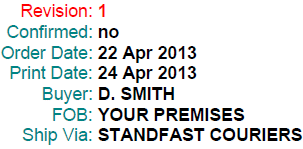 Revision: 1
Confirmed: no
Order Date: 22 Apr 2013
Print Date: 24 Apr 2013
Buyer: D. SMITH
FOB: YOUR PREMISES
Ship Via: STANDFAST COURIERS